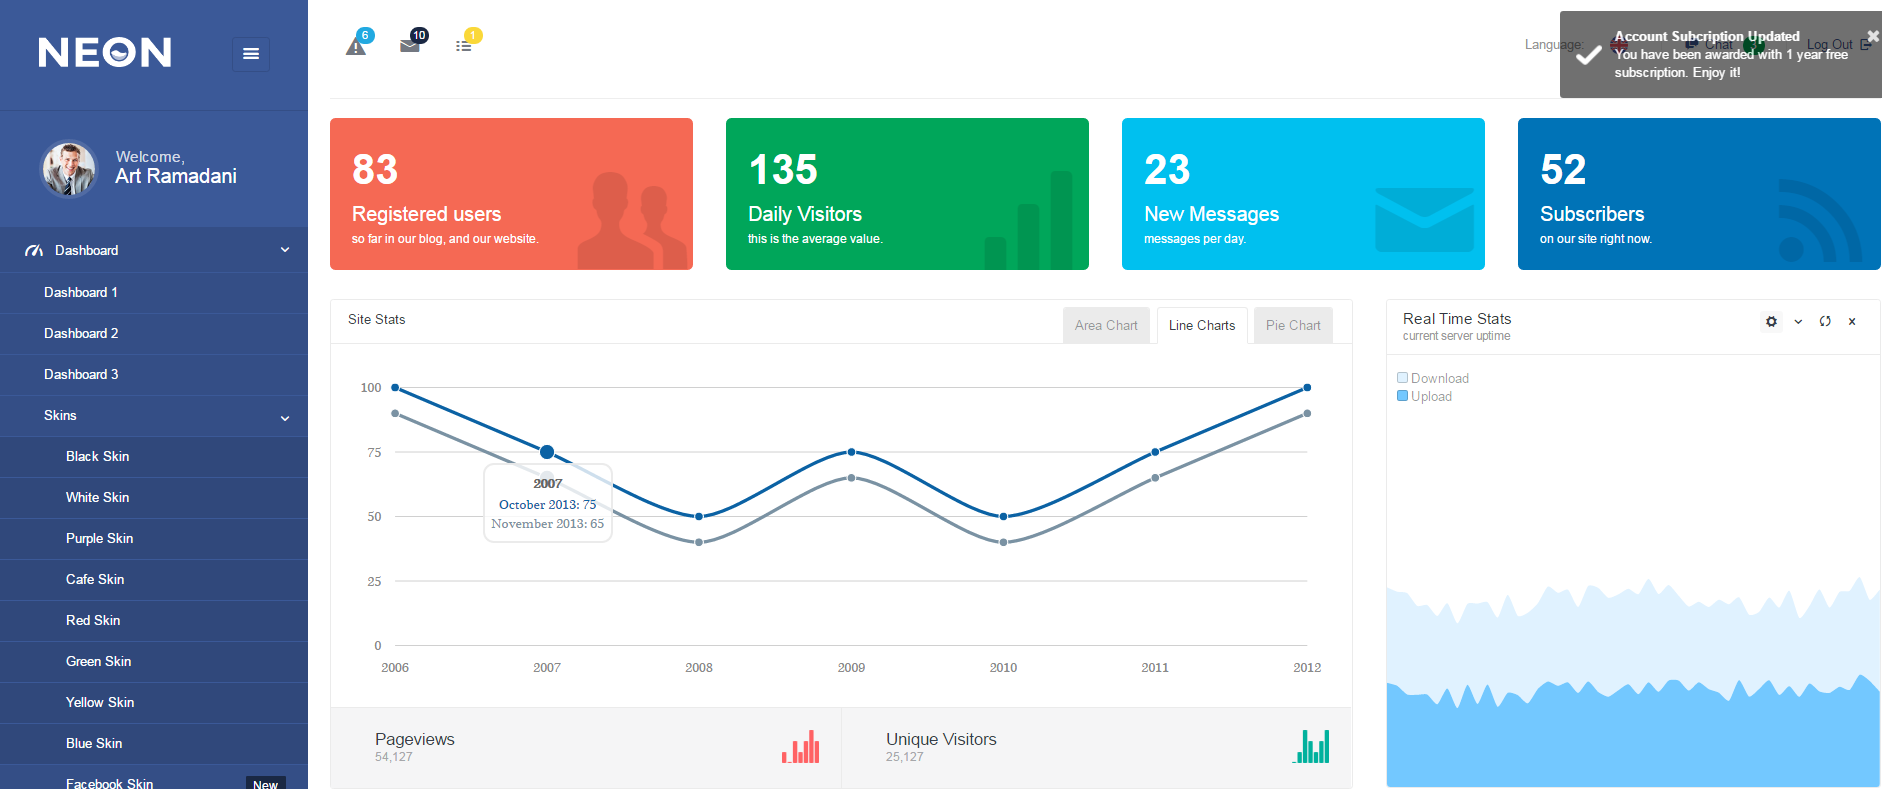 NEON
6
10
1
Language:
Chat
3
Log Out
Account Subcription Updated
You have been awarded with 1 year free
subscription. Enjoy it!
Welcome,
Art Ramadani
Dashboard
Dashboard 1
Dashboard 2
Dashboard 3
Skins
Black Skin
White Skin
Purple Skin
Cafe Skin
Red Skin
Green Skin
Yellow Skin
Blue Skin
Facebook Skin
New
83
Registered users
so far in our blog, and our website.
135
Daily Visitors
this is the average value.
23
New Messages
messages per day.
52
Subscribers
on our site right now.
Site Stats
Area Chart
Line Charts
Pie Chart
100
75
50
25
0
2006
2007
2008
2009
2010
2011
2012
2007
October 2013: 75
November 2013: 65
Pageviews
54,127
Unique Visitors
25,127
Real Time Stats
current server uptime
Download
Upload